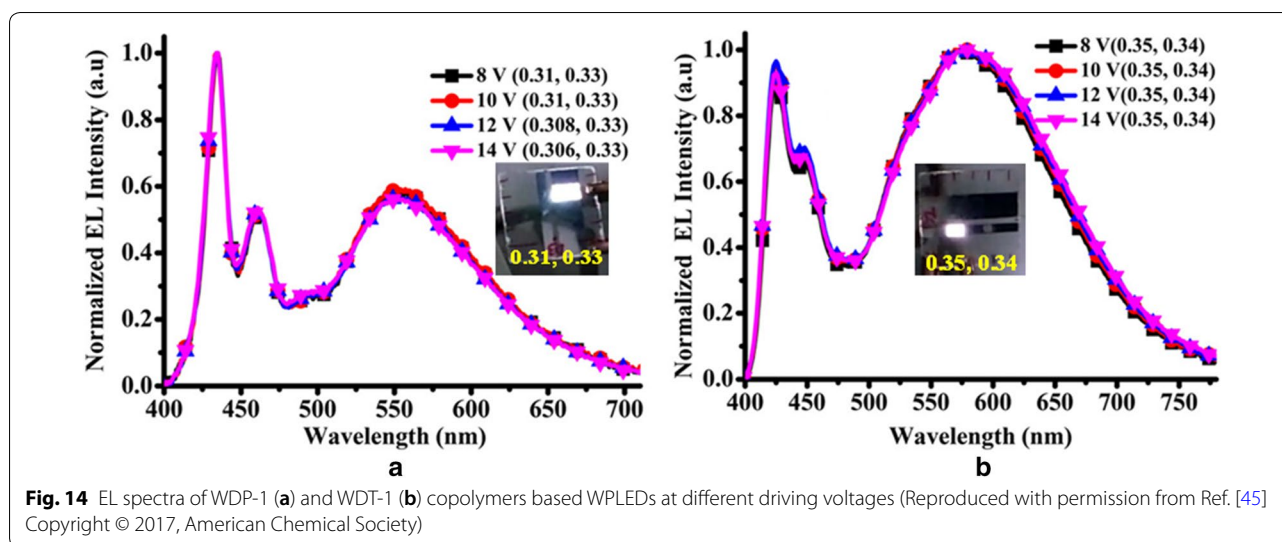 Normalized EL Intensity (a.u)
1.0
0.8
0.6
0.4
0.2
0.0
8 V (0.31, 0.33)
10 V (0.31, 0.33)
12 V (0.308, 0.33)
14 V (0.306, 0.33)
0.31, 0.33
400 450 500 550 600 650 700
Wavelength (nm)
a
Normalized EL Intensity (a.u)
1.0
0.8
0.6
0.4
0.2
0.0
8 V(0.35, 0.34)
10 V(0.35, 0.34)
12 V(0.35, 0.34)
14 V(0.35, 0.34)
0.35, 0.34
400 450 500 550 600 650 700 750
Wavelength (nm)
b
Fig. 14 EL spectra of WDP-1 (a) and WDT-1 (b) copolymers based WPLEDs at different driving voltages (Reproduced with permission from Ref. [45]
Copyright © 2017, American Chemical Society)